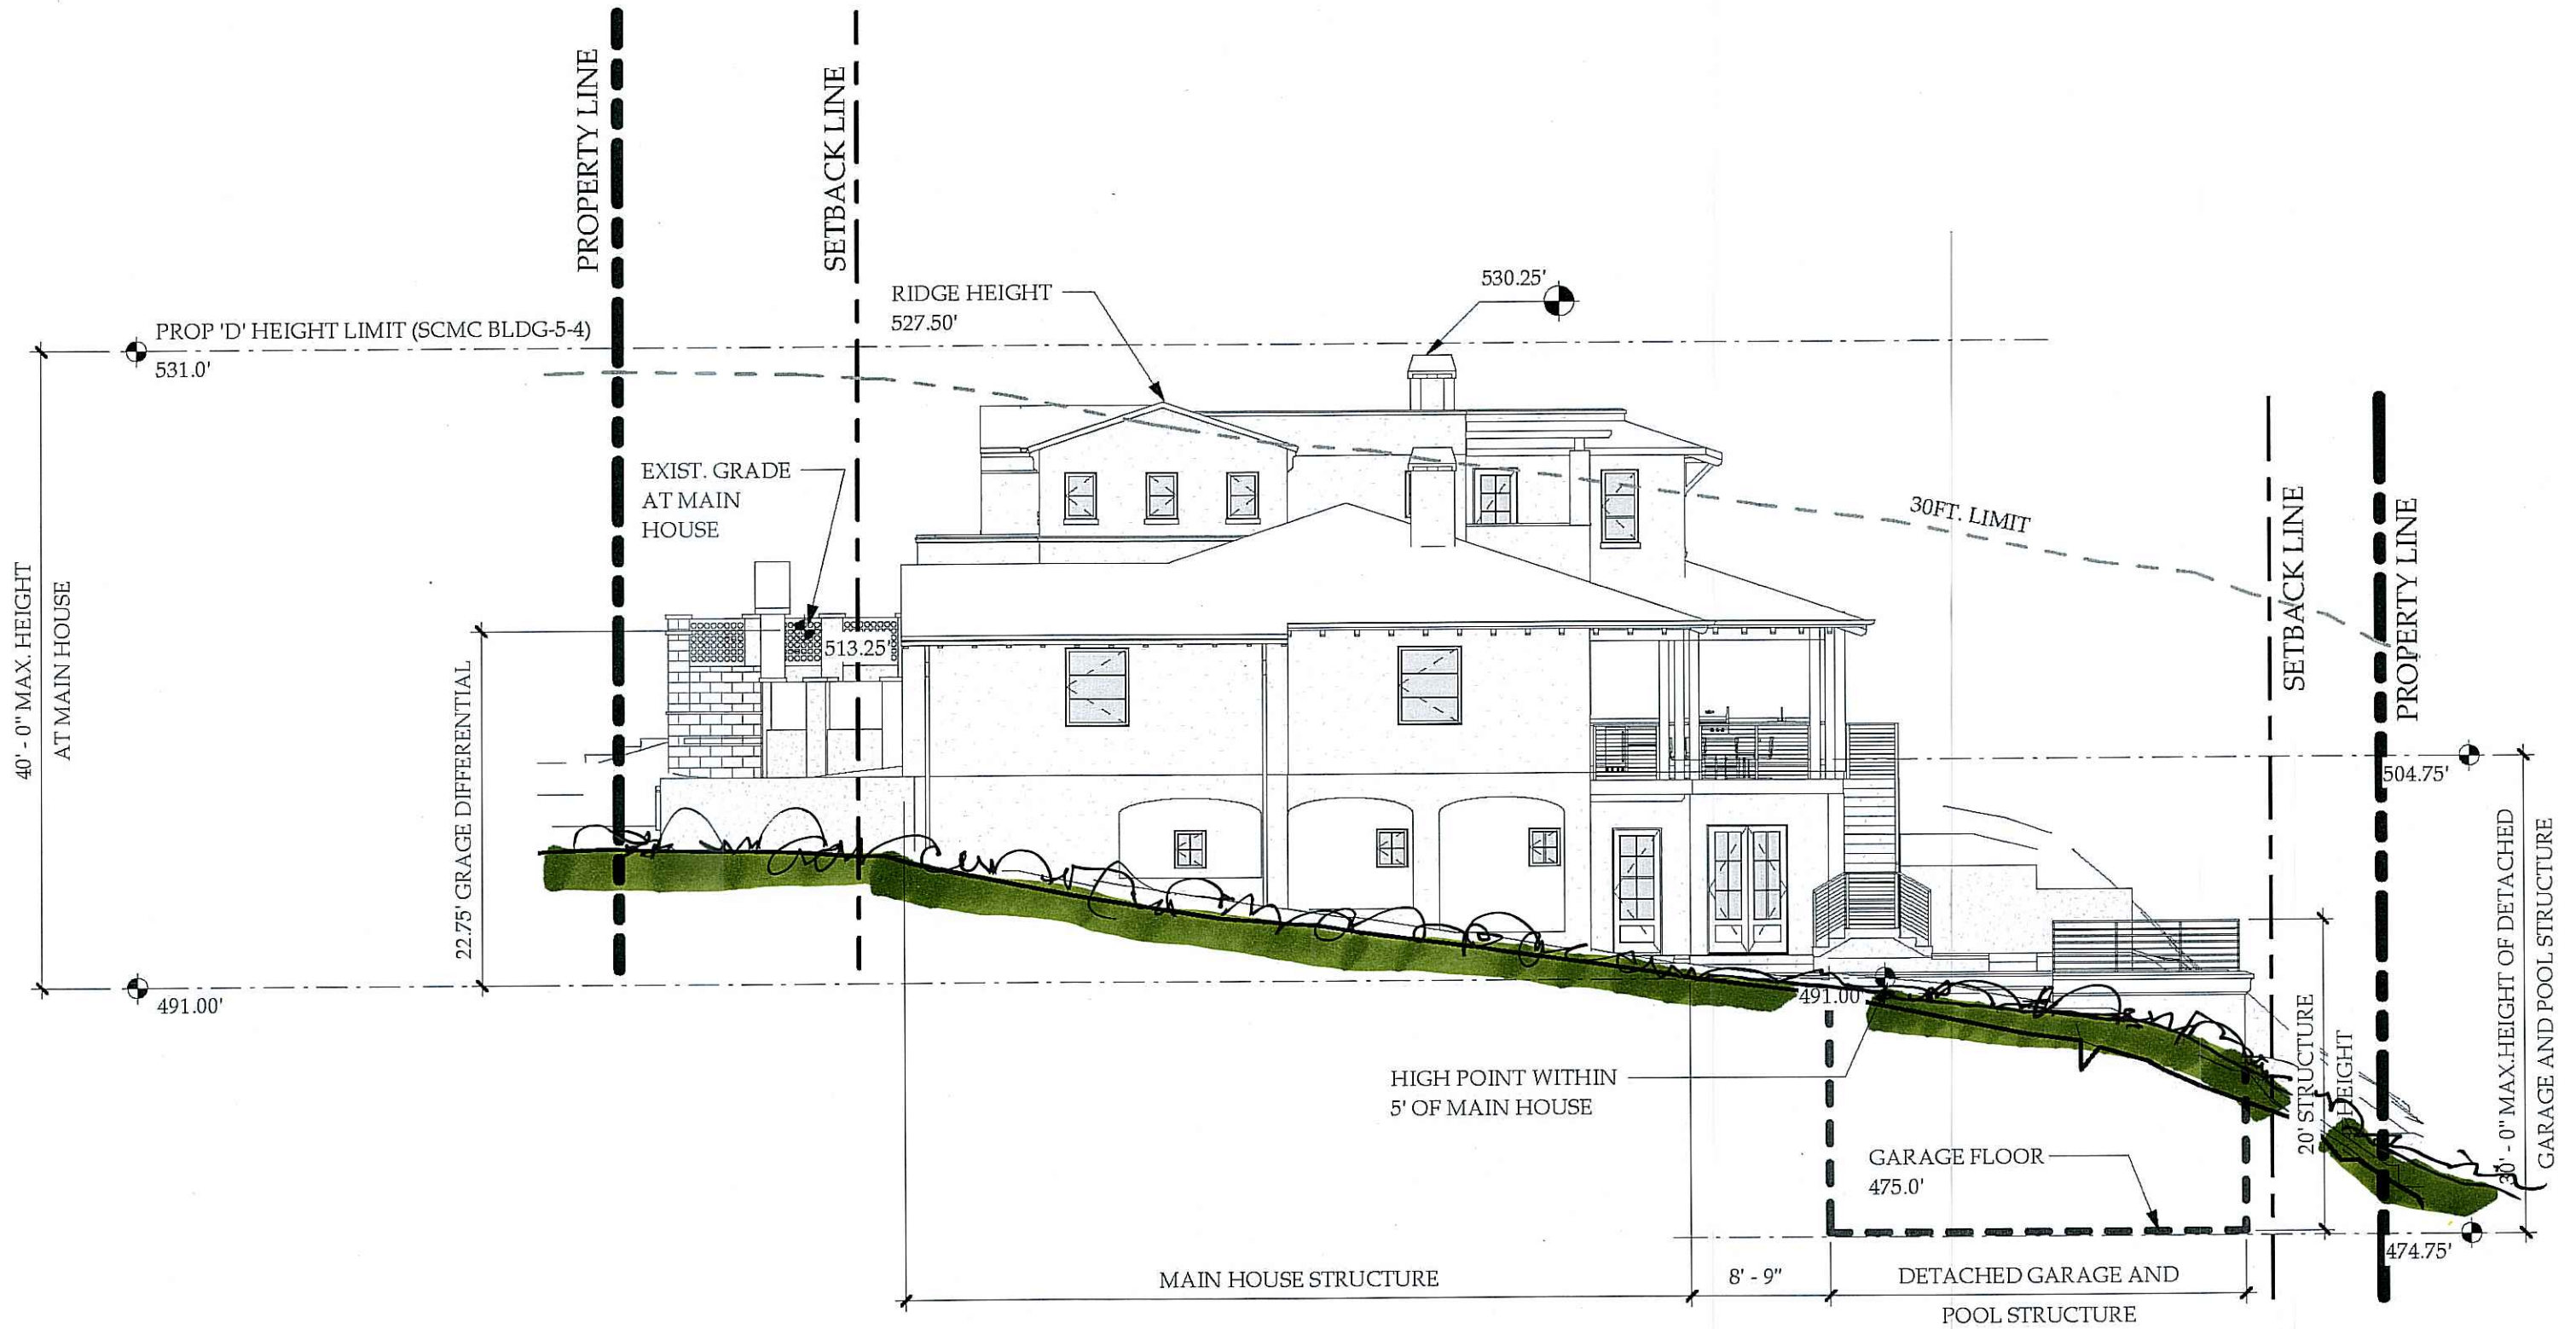 PROPERTY LINE
SETBACK LINE
RIDGE HEIGHT
527.50'
530.25'
PROP 'D' HEIGHT LIMIT (SCMC BLDG-5-4)
531.0'
EXIST. GRADE
AT MAIN
HOUSE
513.25'
30FT. LIMIT
SETBACK LINE
PROPERTY LINE
40' - 0" MAX. HEIGHT
AT MAIN HOUSE
22.75' GRAGE DIFFERENTIAL
504.75'
491.00'
491.00'
HIGH POINT WITHIN
5' OF MAIN HOUSE
20' STRUCTURE
HEIGHT
30' - 0" MAX.HEIGHT OF DETACHED
GARAGE AND POOL STRUCTURE
GARAGE FLOOR
475.0'
474.75'
MAIN HOUSE STRUCTURE
8' - 9"
DETACHED GARAGE AND
POOL STRUCTURE